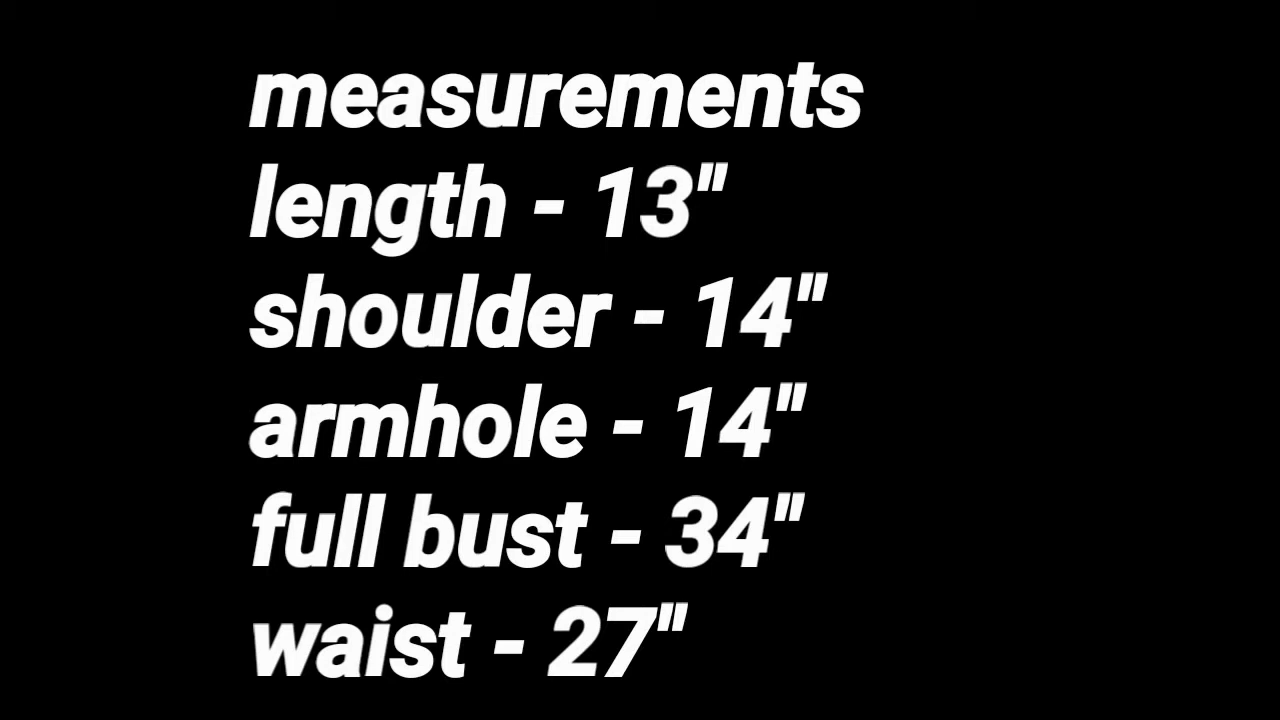 measurements
length - 13"
shoulder - 14"
armhole - 14"
full bust - 34"
waist - 27"